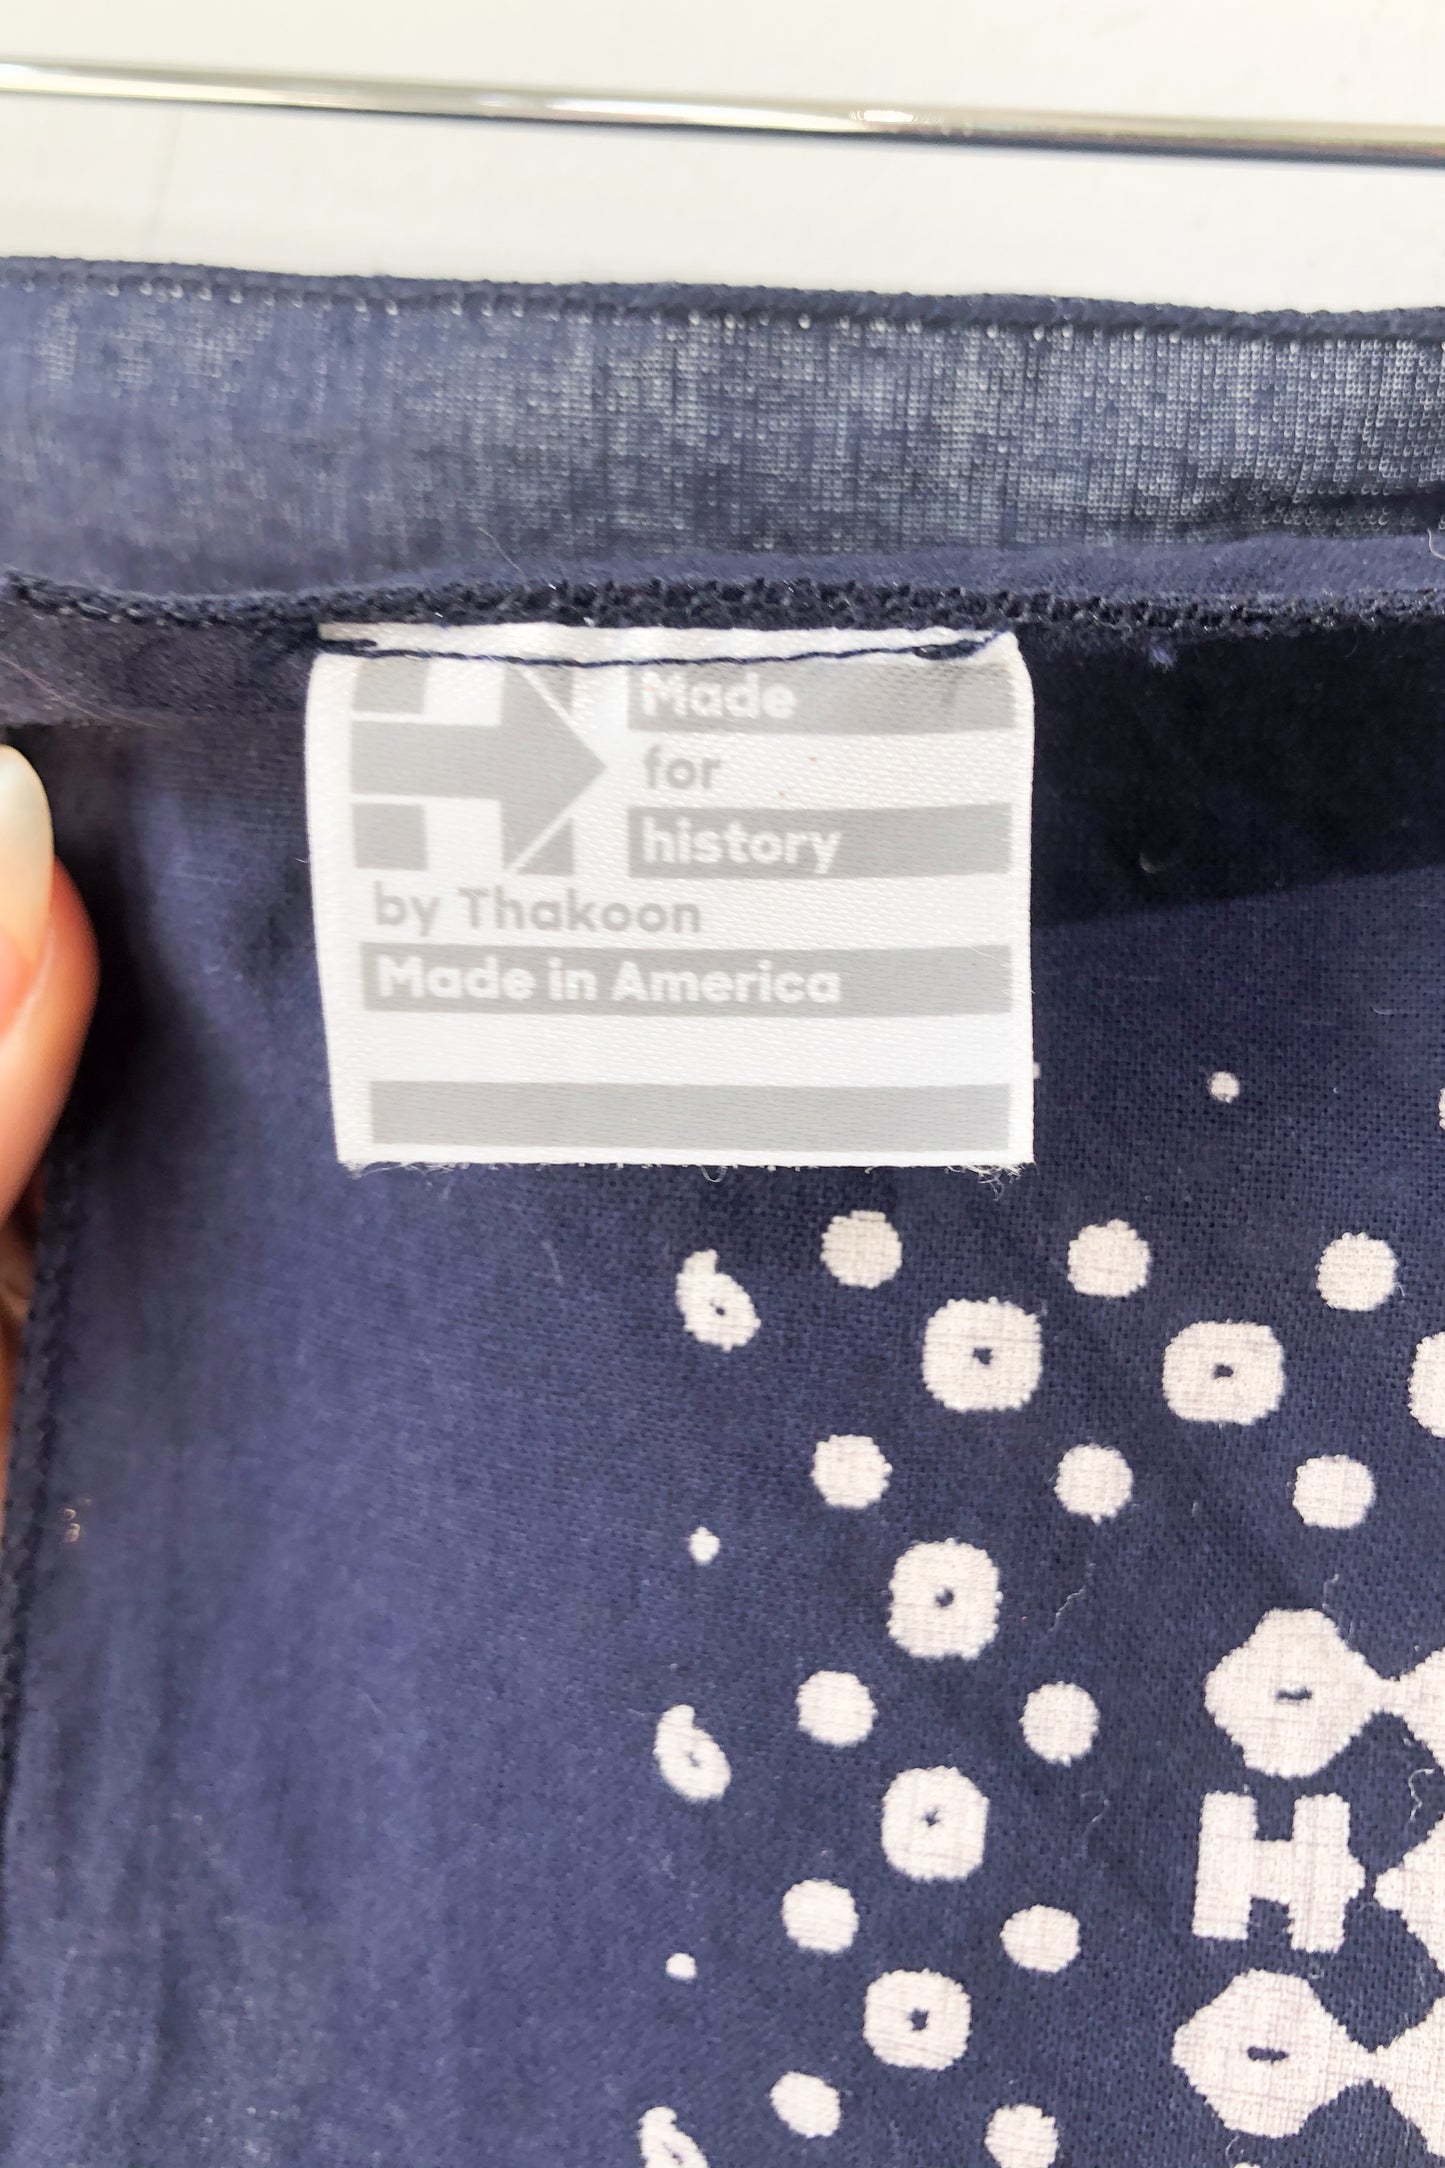 Made
for
history
by Thakoon
Made in America
H